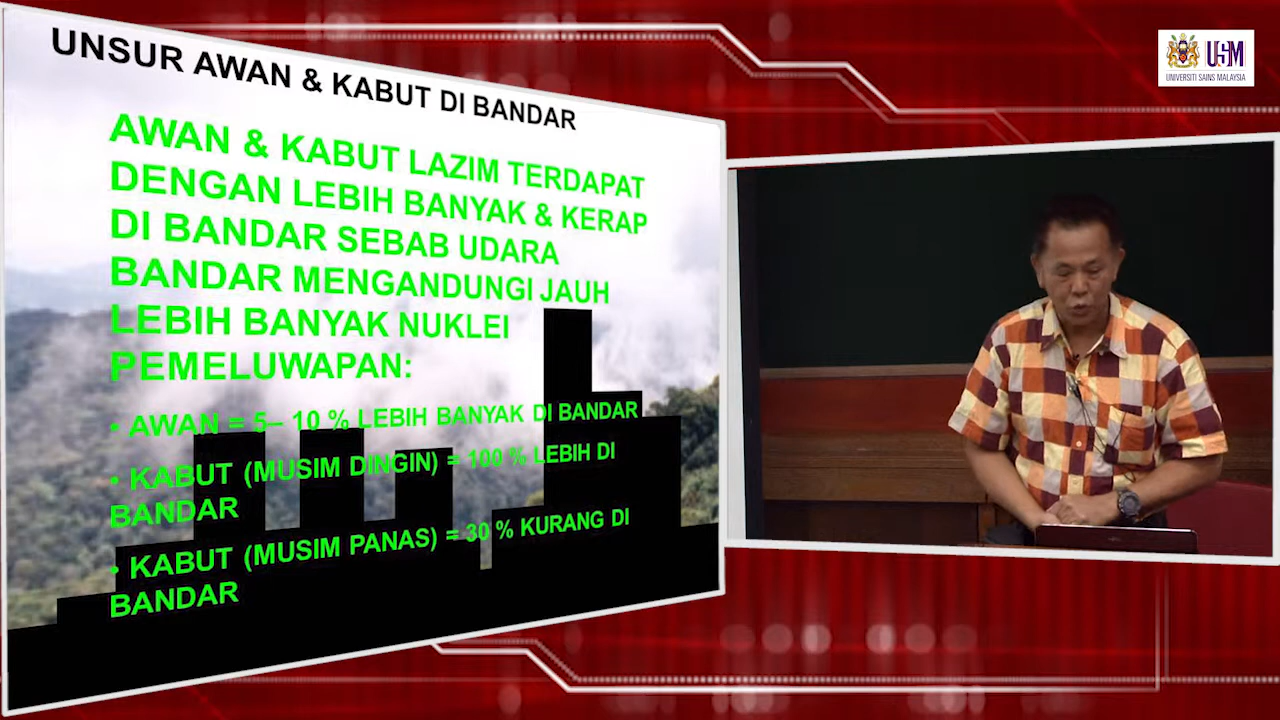 UNSUR AWAN & KABUT DI BANDAR
AWAN & KABUT LAZIM TERDAPAT
DENGAN LEBIH BANYAK & KERAP
DI BANDAR SEBAB UDARA
BANDAR MENGANDUNGI JAUH
LEBIH BANYAK NUKLEI
PEMELUWAPAN:
• AWAN = 5– 10 % LEBIH BANYAK DI BANDAR
• KABUT (MUSIM DINGIN) = 100 % LEBIH DI
BANDAR
• KABUT (MUSIM PANAS) = 30 % KURANG DI
BANDAR
USM
UNIVERSITI SAINS MALAYSIA